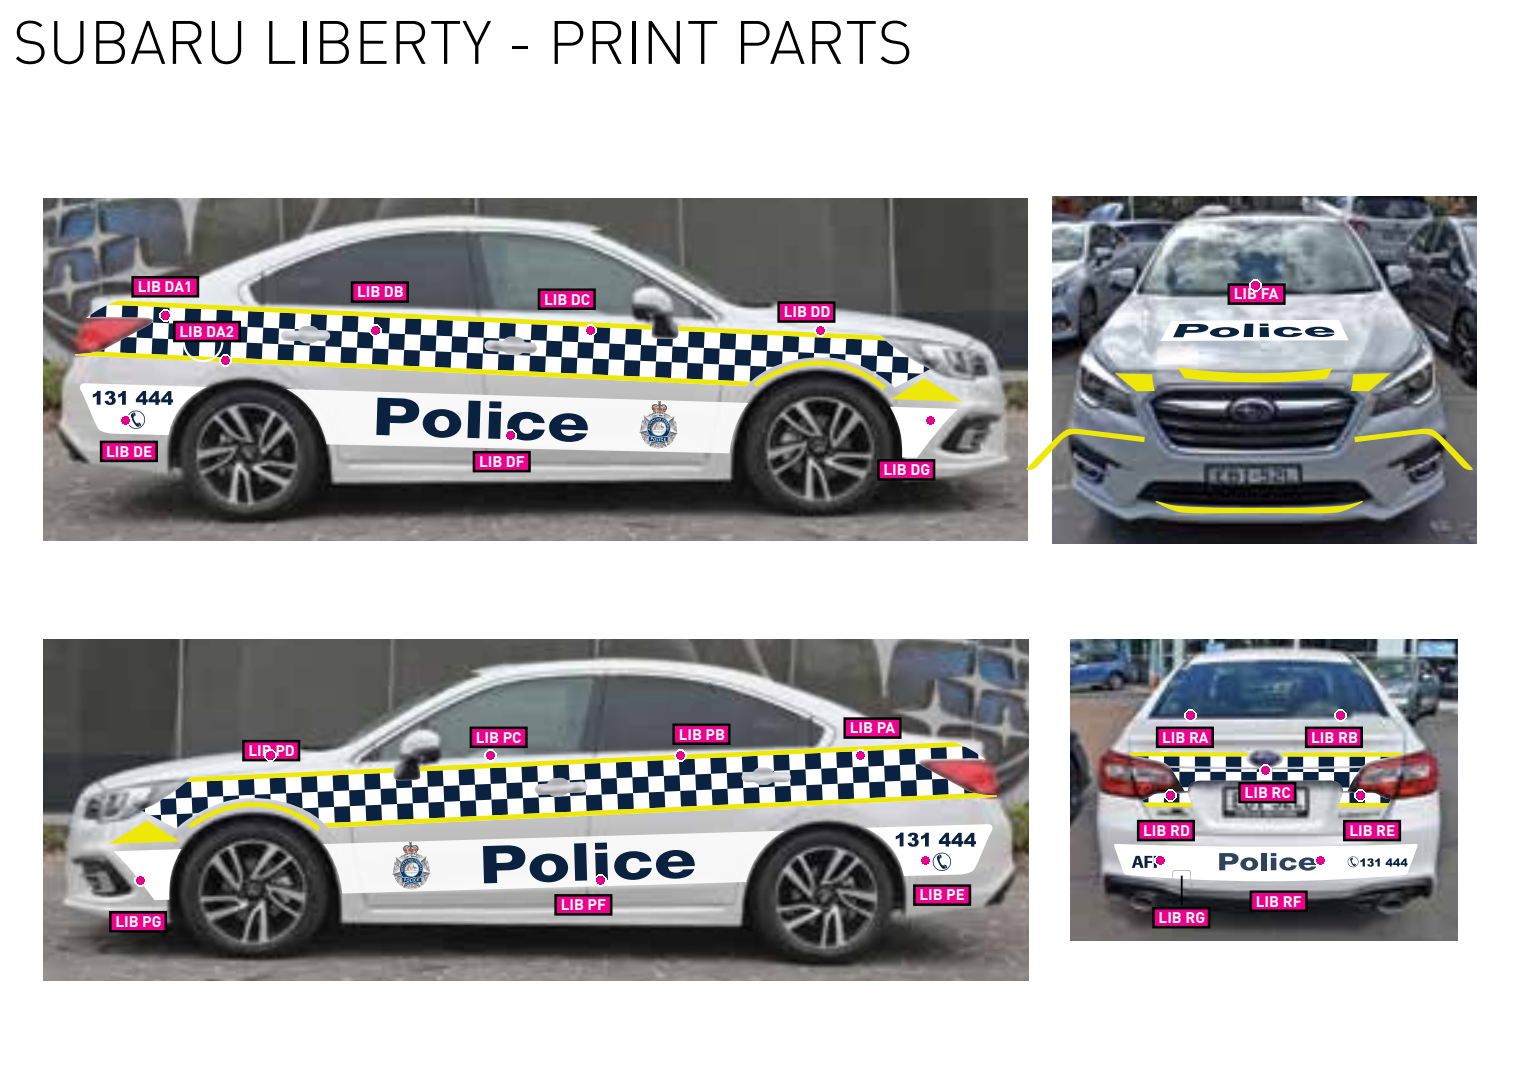 SUBARU LIBERTY - PRINT PARTS
LIB DA1
LIB DB
LIB DC
LIB DD
LIB DA2
131 444
Police
LIB DE
LIB DF
LIB DG
LIB FA
Police
LIB PD
LIB PC
LIB PB
LIB PA
131 444
Police
LIB PG
LIB PF
LIB PE
LIB RA
LIB RB
LIB RC
LIB RD
LIB RE
AFP
Police
131 444
LIB RG
LIB RF